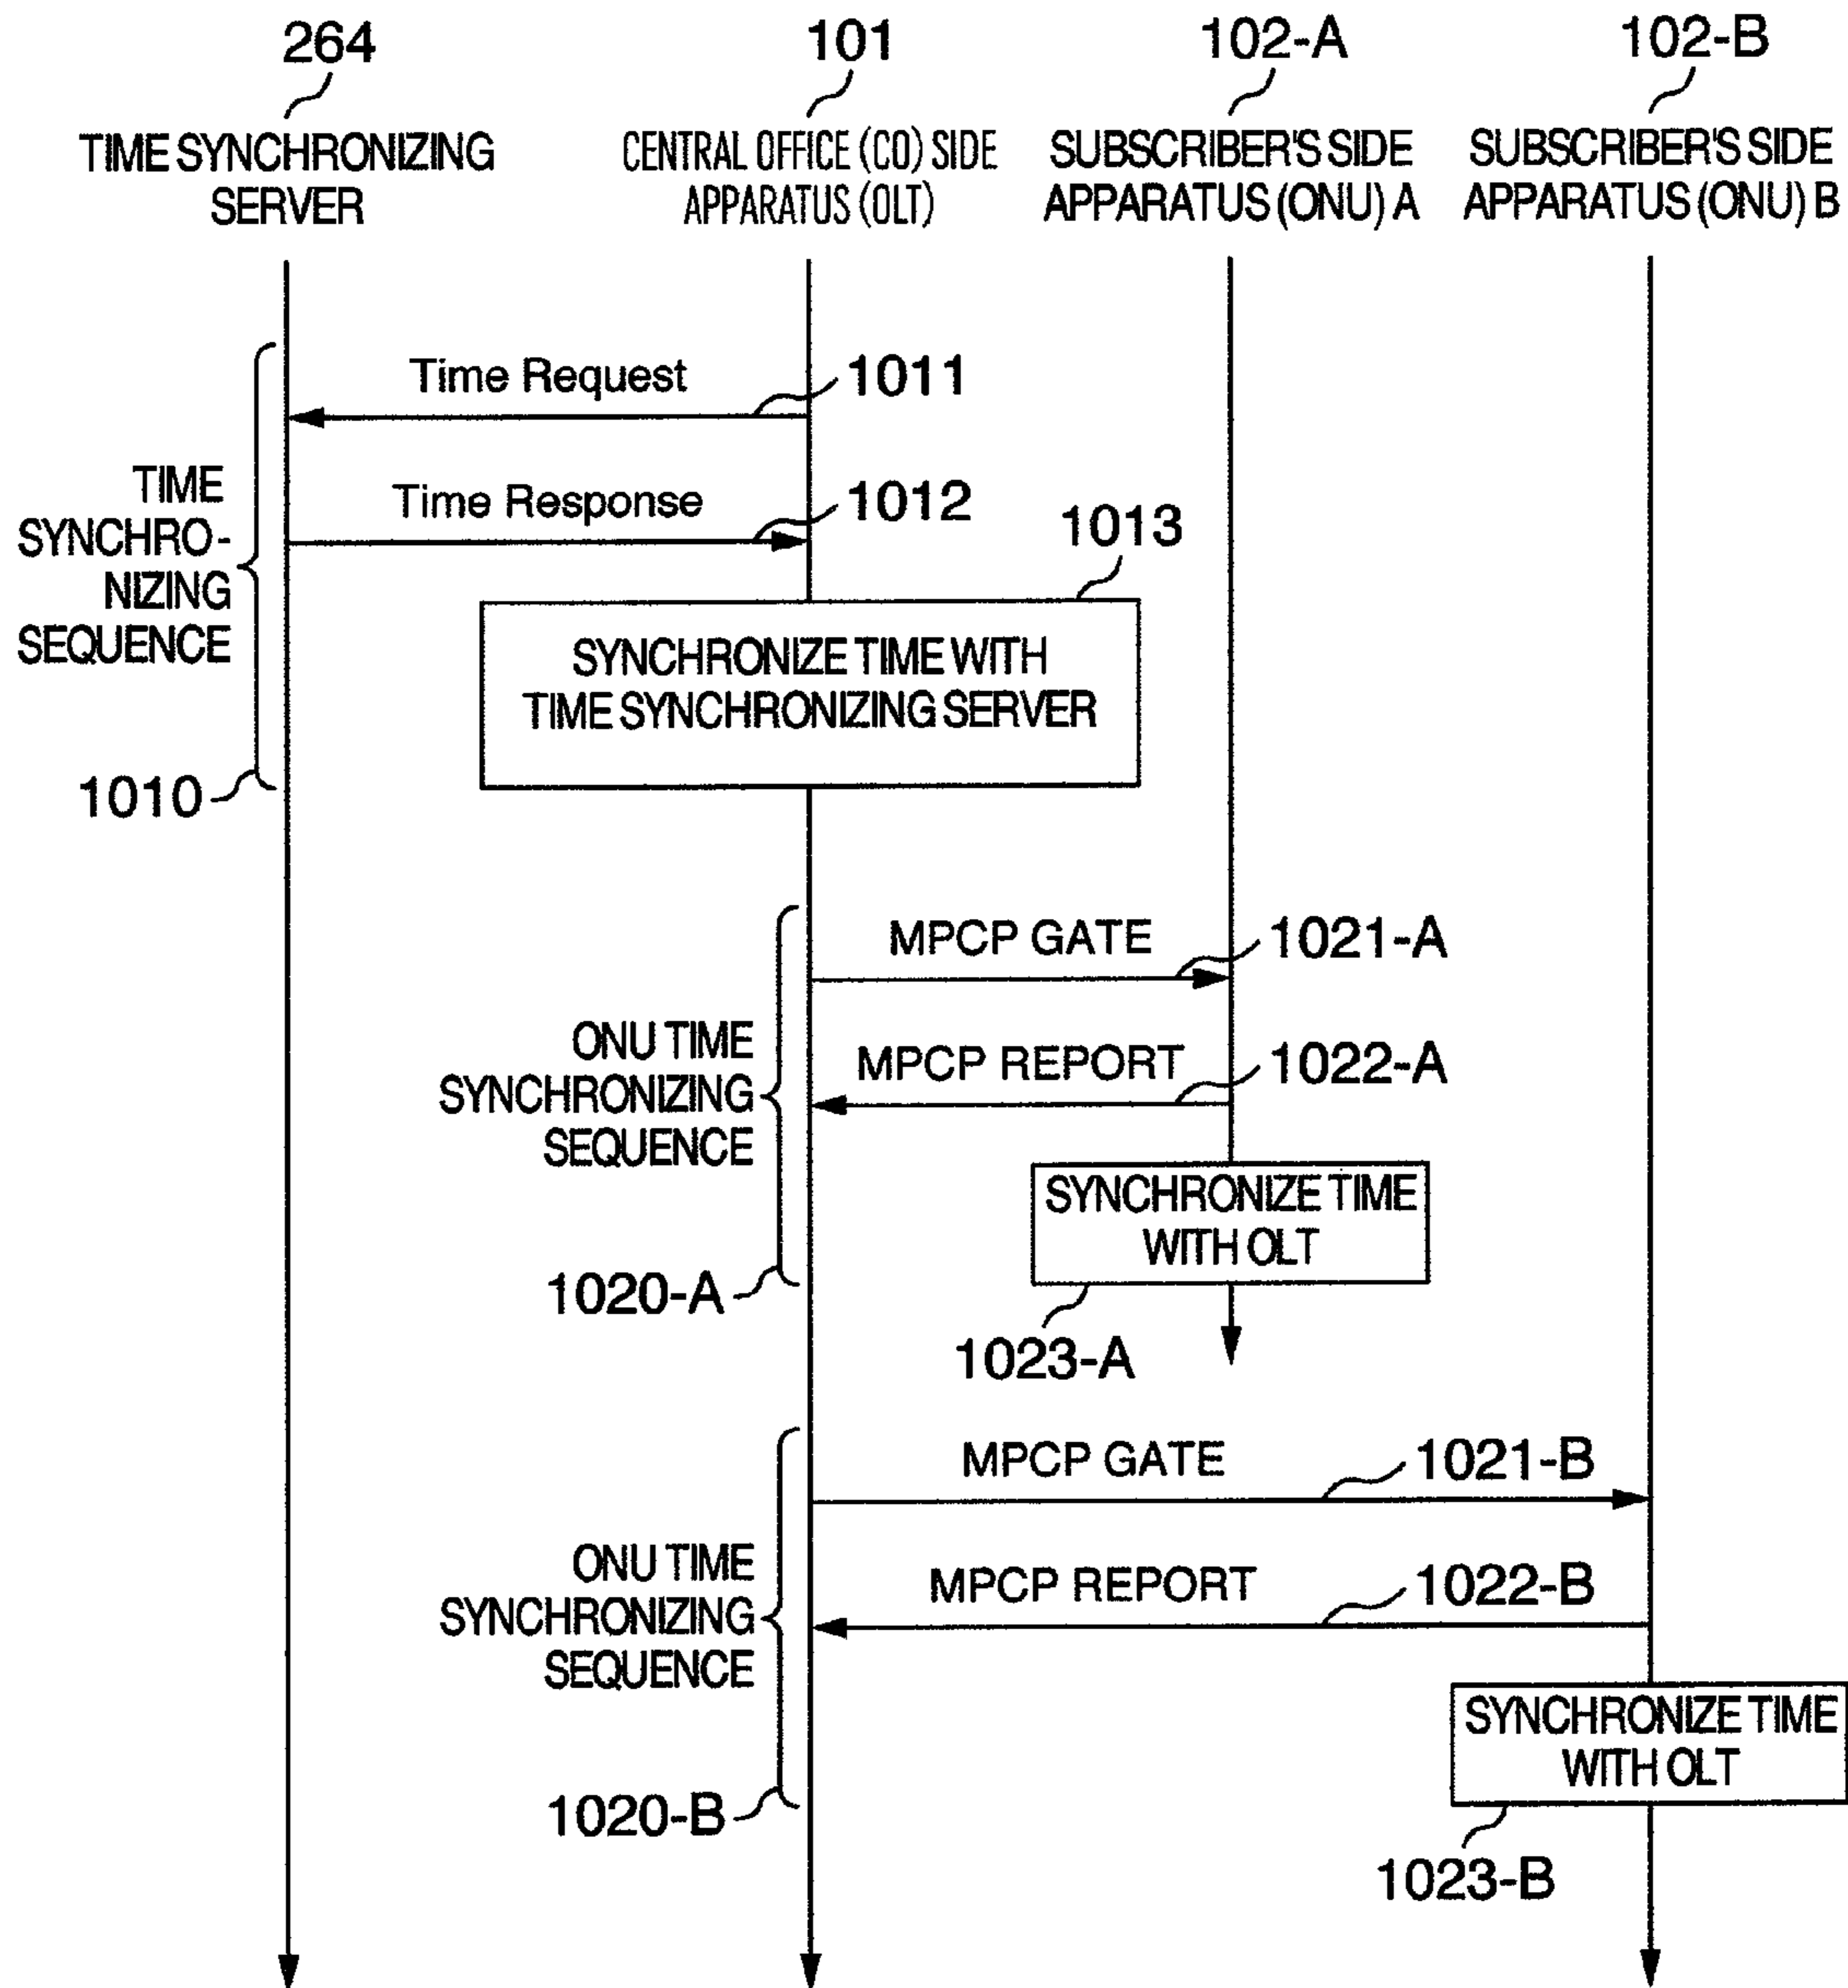 264
101
102-A
102-B
TIME SYNCHRONIZING
SERVER
CENTRAL OFFICE (CO) SIDE
APPARATUS (OLT)
SUBSCRIBER'S SIDE
APPARATUS (ONU) A
SUBSCRIBER'S SIDE
APPARATUS (ONU) B
Time Request
1011
TIME
SYNCHRO-
NIZING
SEQUENCE
Time Response
1012
1013
SYNCHRONIZE TIME WITH
TIME SYNCHRONIZING SERVER
1010
MPCP GATE
1021-A
ONU TIME
SYNCHRONIZING
SEQUENCE
MPCP REPORT
1022-A
SYNCHRONIZE TIME
WITH OLT
1020-A
1023-A
MPCP GATE
1021-B
ONU TIME
SYNCHRONIZING
SEQUENCE
MPCP REPORT
1022-B
SYNCHRONIZE TIME
WITH OLT
1020-B
1023-B